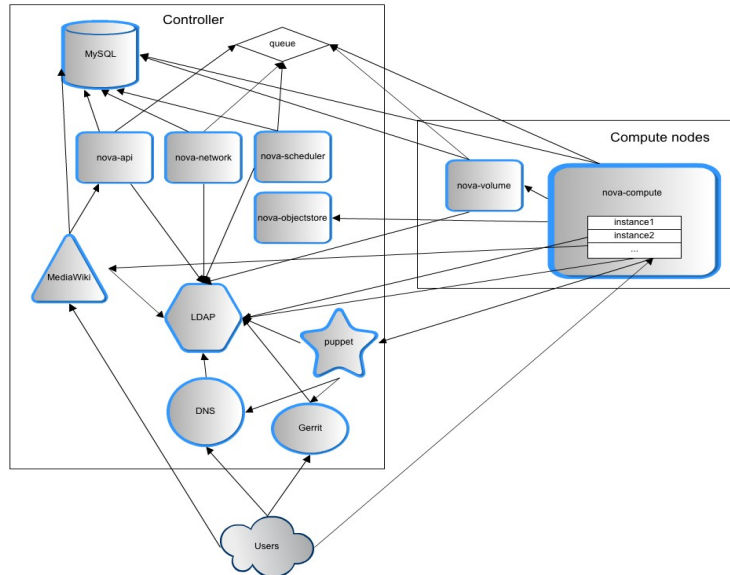 Controller
queue
MySQL
Compute nodes
nova-api
nova-network
nova-scheduler
nova-volume
nova-compute
nova-objectstore
instance1
instance2
...
MediaWiki
LDAP
puppet
DNS
Gerrit
Users